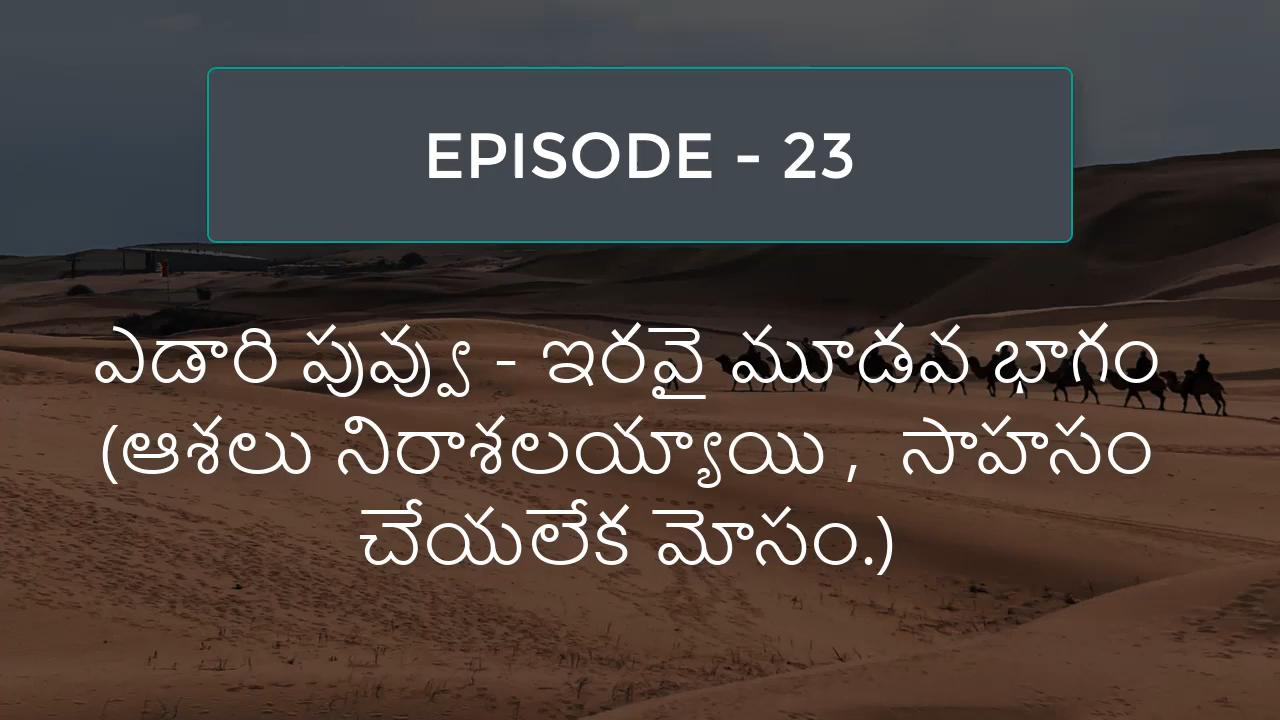 EPISODE - 23
ఎడారి పువ్వు - ఇరవై మూడవ భాగం
(ఆశలు నిరాశలయ్యాయి ,  సాహసం
చేయలేక మోసం.)